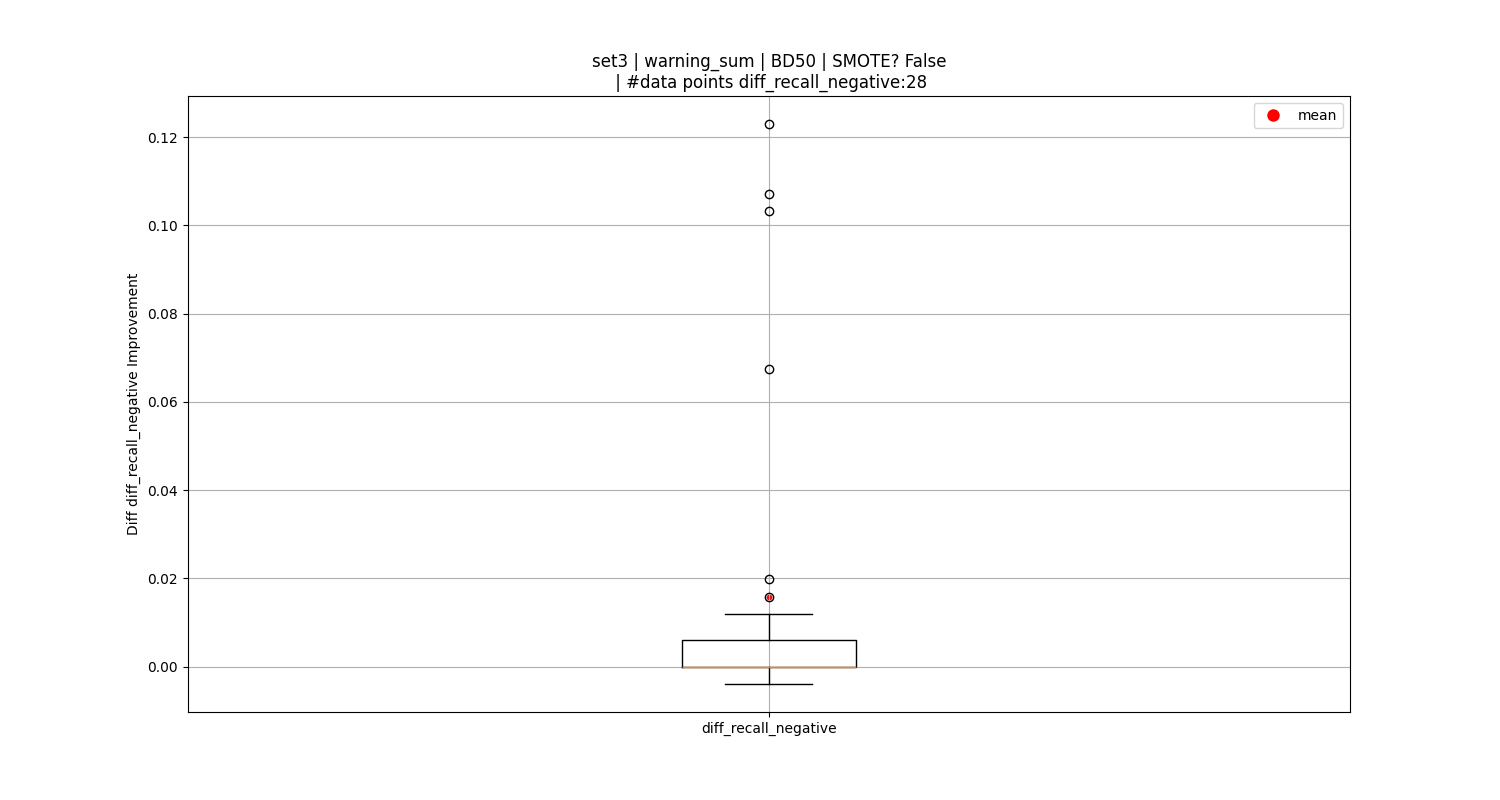 set3 | warning_sum | BD50 | SMOTE? False
| #data points diff_recall_negative:28
mean
0.12
0.10
0.08
0.06
0.04
0.02
0.00
Diff diff_recall_negative Improvement
diff_recall_negative